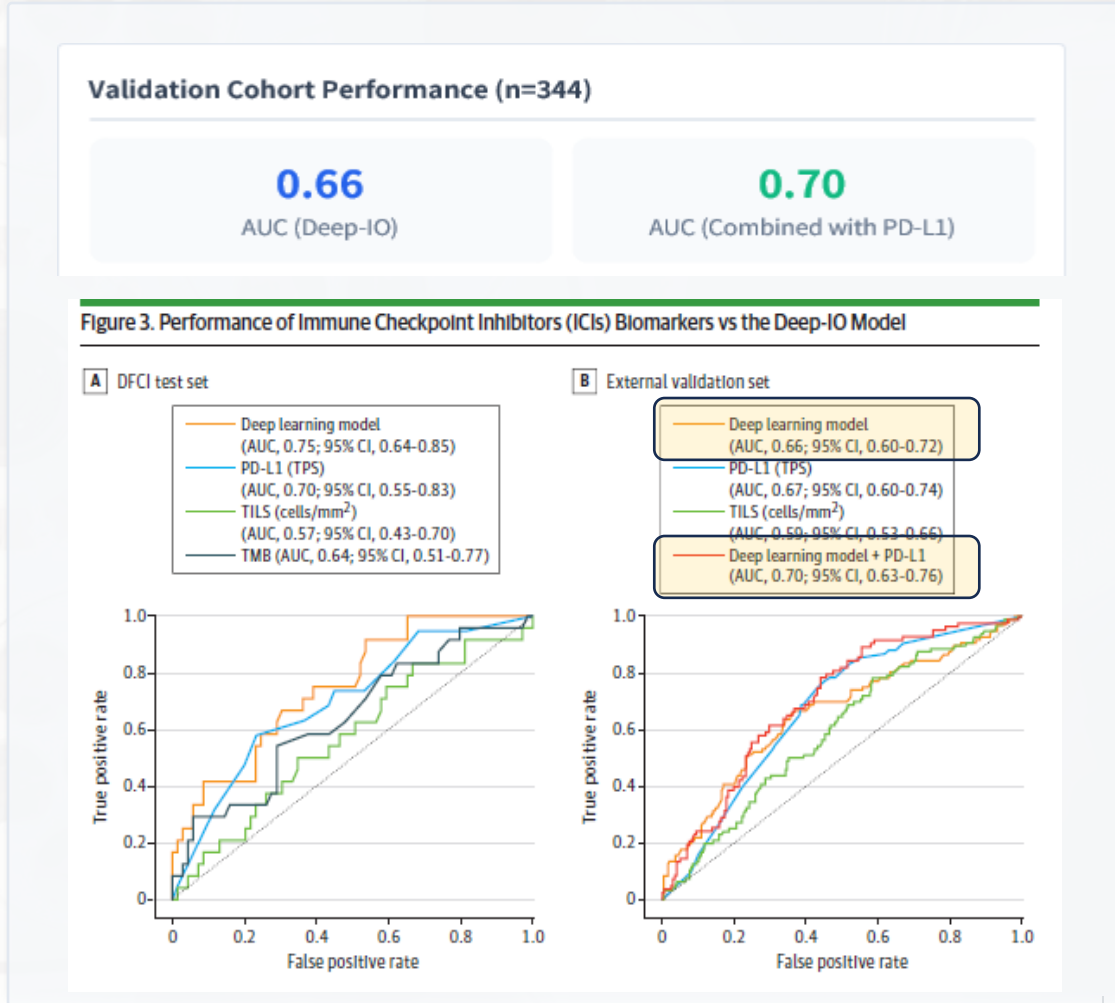 Validation Cohort Performance (n=344)
0.66
AUC (Deep-IO)
0.70
AUC (Combined with PD-L1)
Figure 3. Performance of Immune Checkpoint Inhibitors (ICIs) Biomarkers vs the Deep-IO Model
A DFCI test set
Deep learning model
(AUC, 0.75; 95% CI, 0.64-0.85)
PD-L1 (TPS)
(AUC, 0.70; 95% CI, 0.55-0.83)
TILS (cells/mm²)
(AUC, 0.57; 95% CI, 0.43-0.70)
TMB (AUC, 0.64; 95% CI, 0.51-0.77)
True positive rate
1.0
0.8
0.6
0.4
0.2
0
0 0.2 0.4 0.6 0.8 1.0
False positive rate
B External validation set
Deep learning model
(AUC, 0.66; 95% CI, 0.60-0.72)
PD-L1 (TPS)
(AUC, 0.67; 95% CI, 0.60-0.74)
TILS (cells/mm²)
(AUC, 0.59; 95% CI, 0.53-0.66)
Deep learning model + PD-L1
(AUC, 0.70; 95% CI, 0.63-0.76)
True positive rate
1.0
0.8
0.6
0.4
0.2
0
0 0.2 0.4 0.6 0.8 1.0
False positive rate